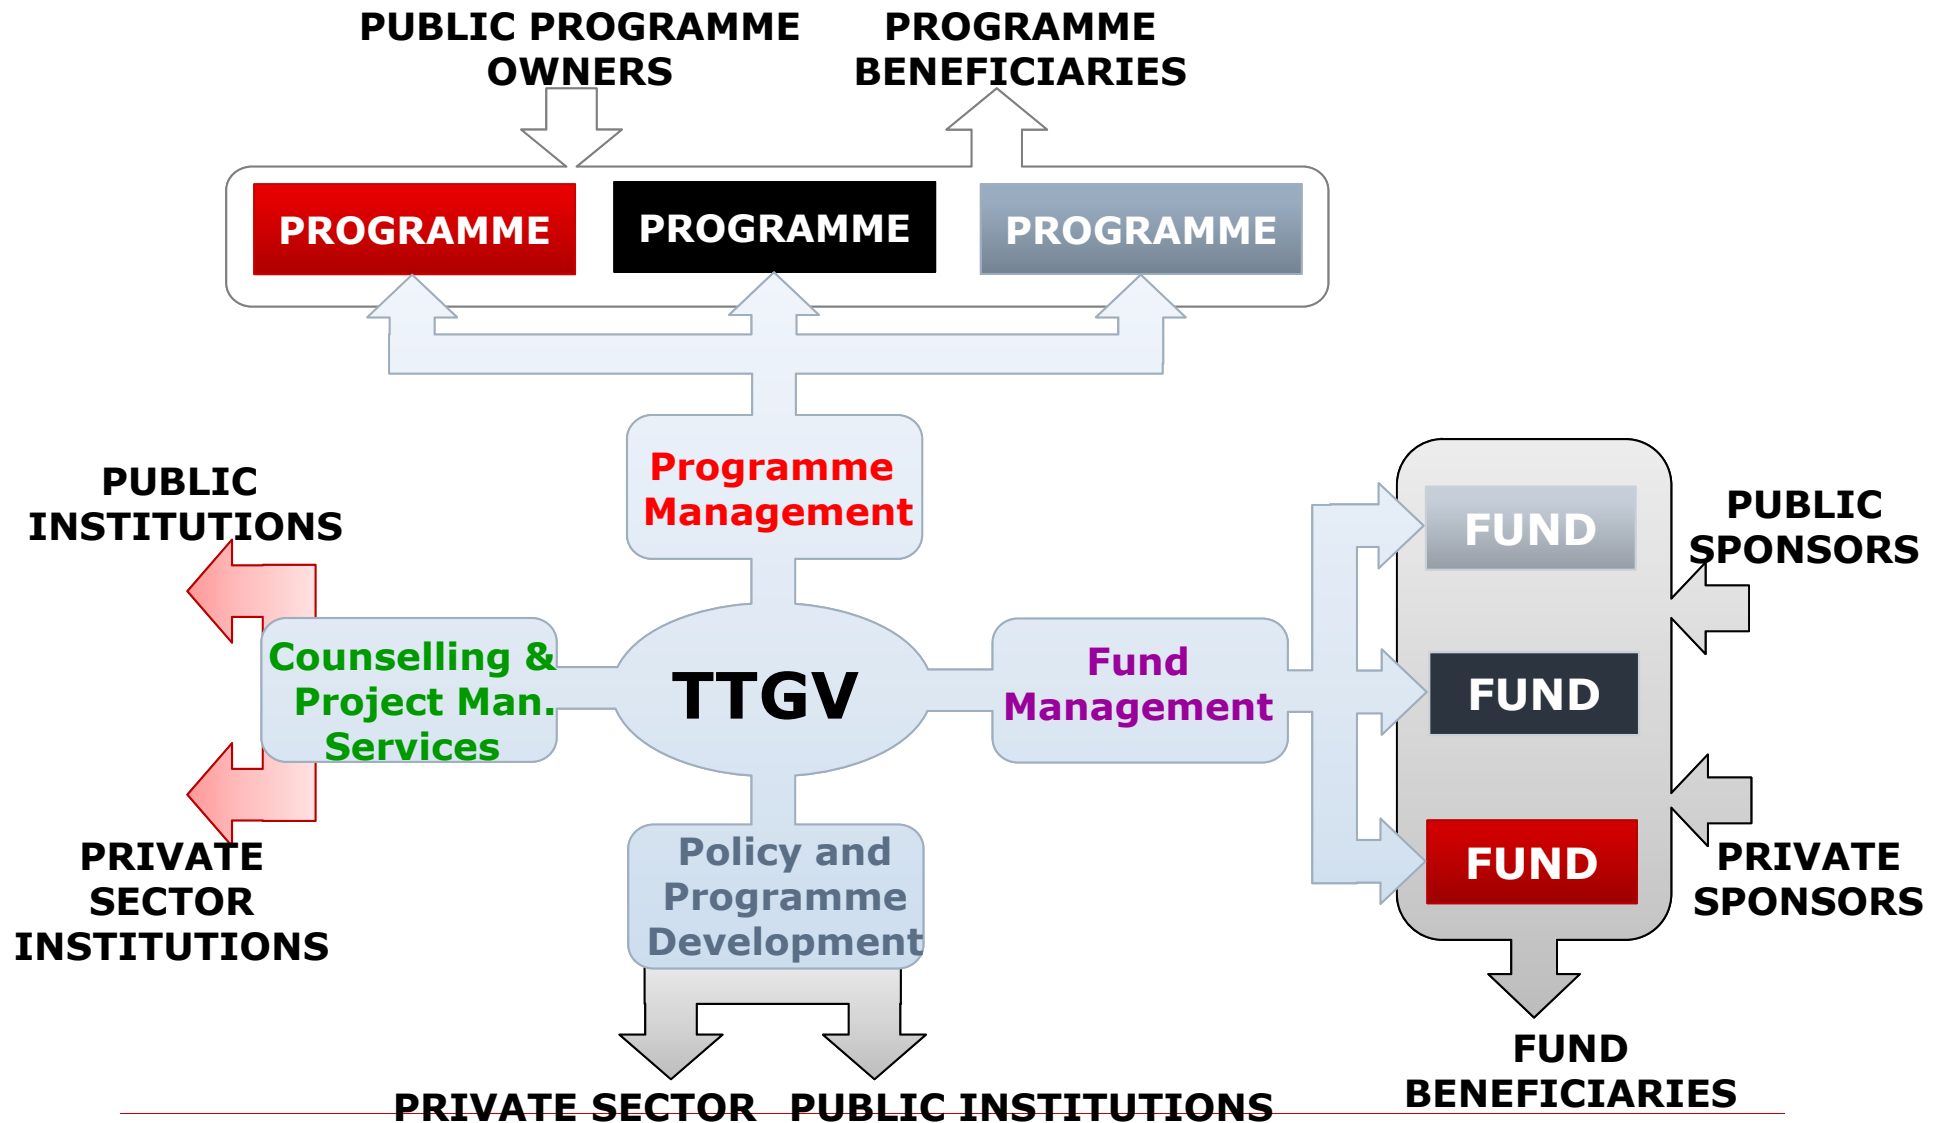 PUBLIC PROGRAMME
OWNERS
PROGRAMME
BENEFICIARIES
PROGRAMME
PROGRAMME
PROGRAMME
Programme
Management
PUBLIC
INSTITUTIONS
Counselling &
Project Man.
Services
PRIVATE
SECTOR
INSTITUTIONS
TTGV
Fund
Management
FUND
FUND
FUND
PUBLIC
SPONSORS
PRIVATE
SPONSORS
Policy and
Programme
Development
PRIVATE SECTOR
PUBLIC INSTITUTIONS
FUND
BENEFICIARIES